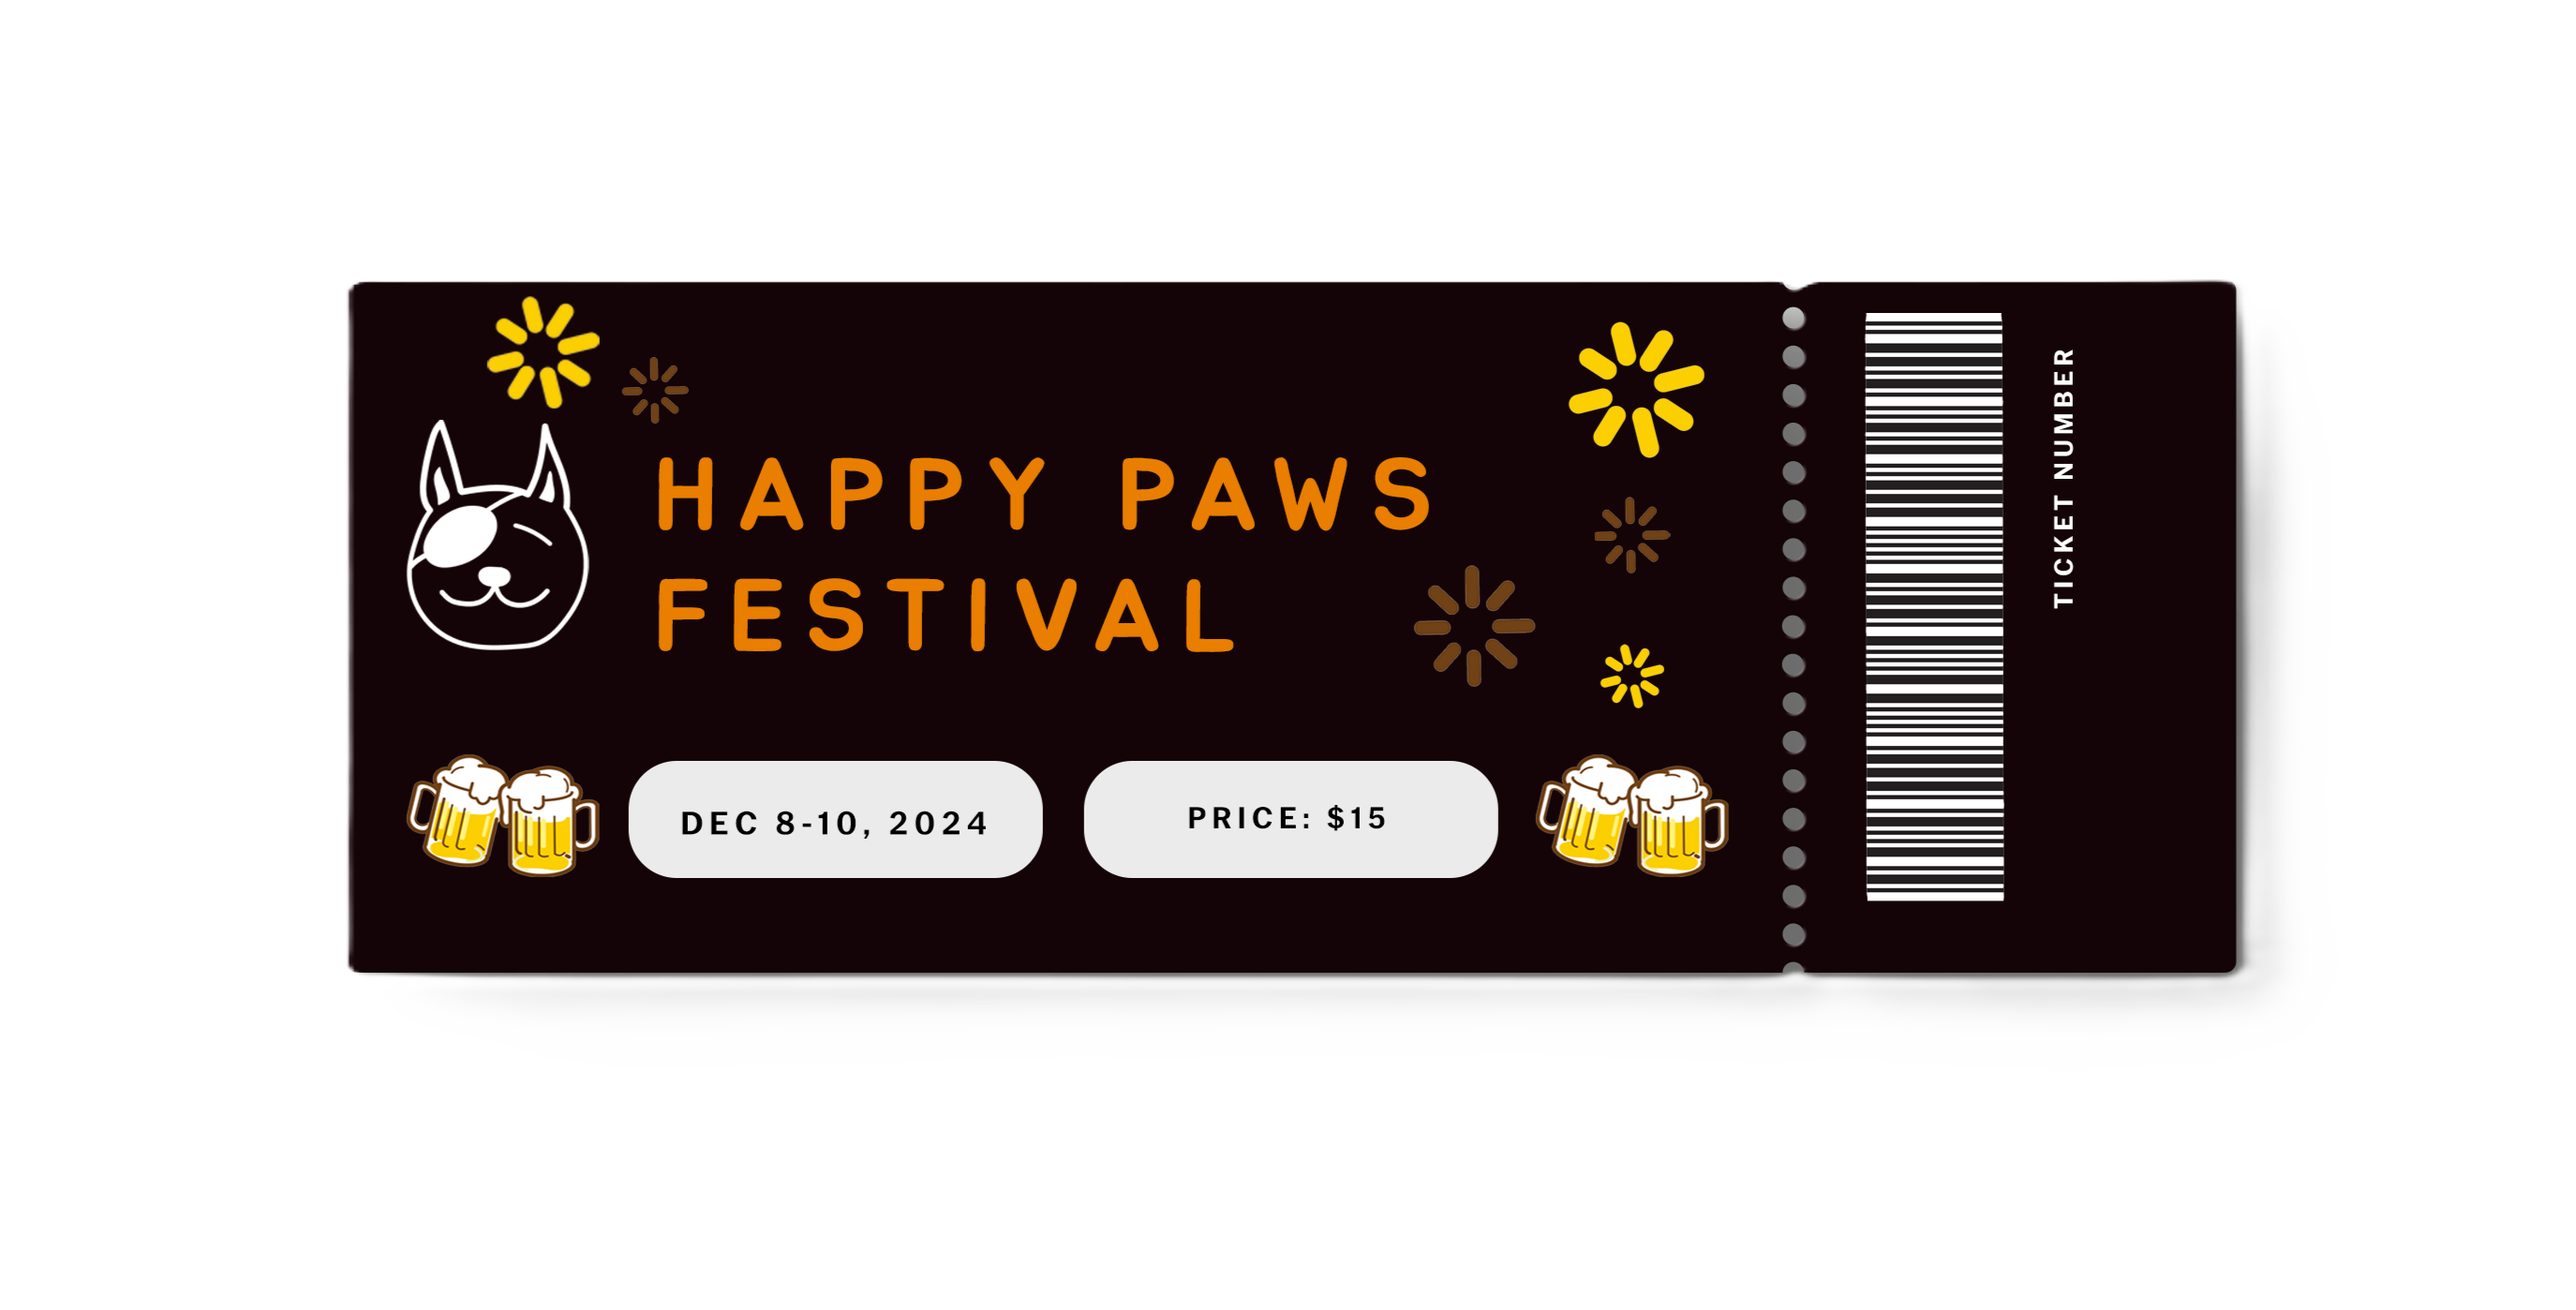 HAPPY PAWS
FESTIVAL
DEC 8-10, 2024
PRICE: $15
TICKET NUMBER